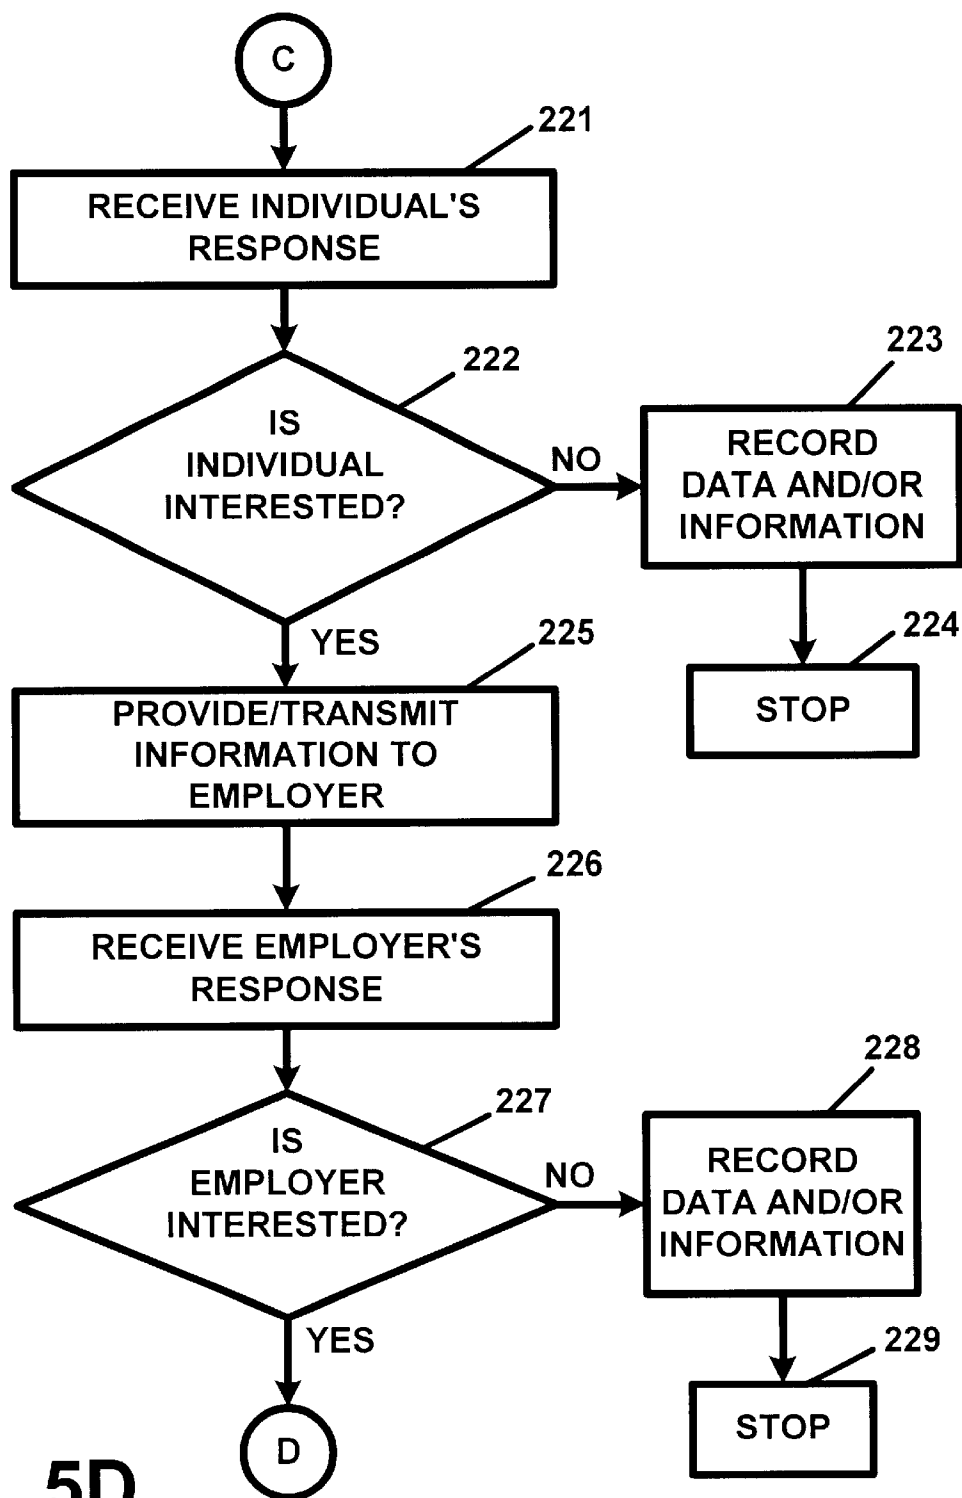 C
221
RECEIVE INDIVIDUAL'S
RESPONSE
222
IS
INDIVIDUAL
INTERESTED?
NO
223
RECORD
DATA AND/OR
INFORMATION
224
STOP
YES
225
PROVIDE/TRANSMIT
INFORMATION TO
EMPLOYER
226
RECEIVE EMPLOYER'S
RESPONSE
227
IS
EMPLOYER
INTERESTED?
NO
228
RECORD
DATA AND/OR
INFORMATION
229
STOP
YES
D
5D